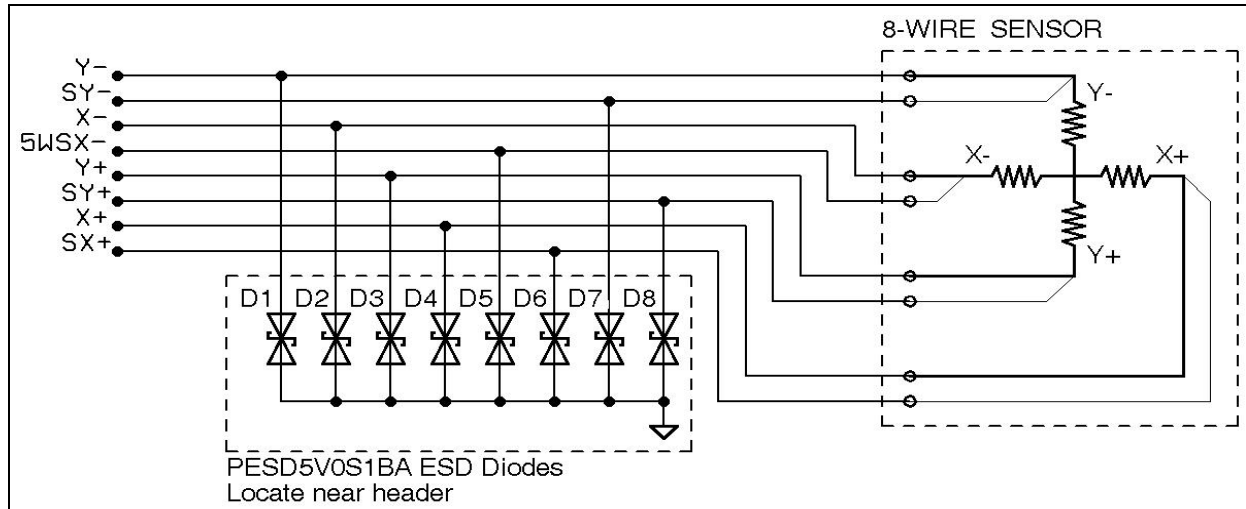 8-WIRE SENSOR
Y-
SY-
X-
5WSX-
Y+
SY+
X+
SX+
Y-
X-
X+
Y+
D1 D2 D3 D4 D5 D6 D7 D8
PESD5V0S1BA ESD Diodes
Locate near header